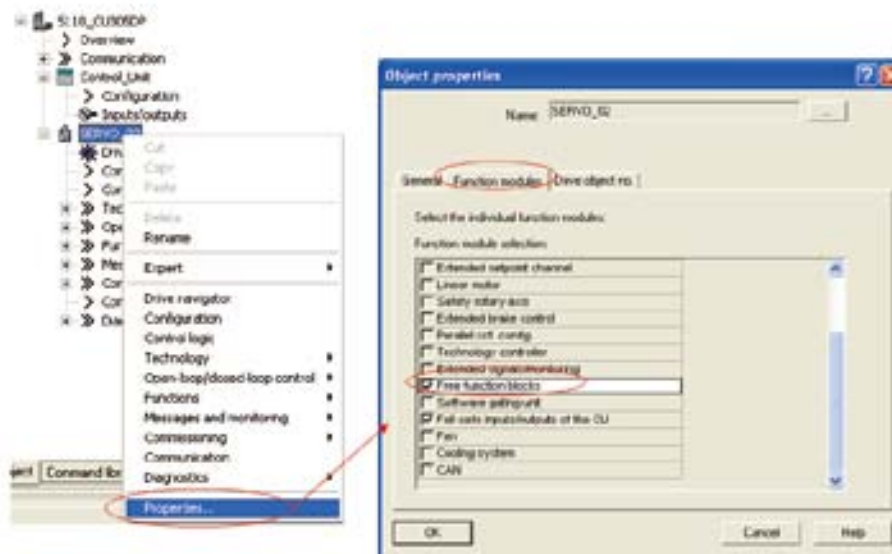 Overview
Communication
Control_Unit
Configuration
Inputs/outputs
SERVO_02
Cut
Copy
Paste
Delete
Rename
Expert
Drive navigator
Configuration
Control logic
Technology
Open-loop/closed-loop control
Functions
Messages and monitoring
Commissioning
Communication
Diagnostics
Properties...
Command libr
Object properties
Name: SERVO_02
...
General
Function modules
Drive object no.
Select the individual function modules:
Function module selection:
Extended setpoint channel
Linear motor
Safety rotary axis
Extended brake control
Parallel cct. config.
Technology controller
Extended signals/monitoring
Free function blocks
Software gating unit
Fail-safe inputs/outputs of the CU
Fan
Cooling system
CAN
OK
Cancel
Help